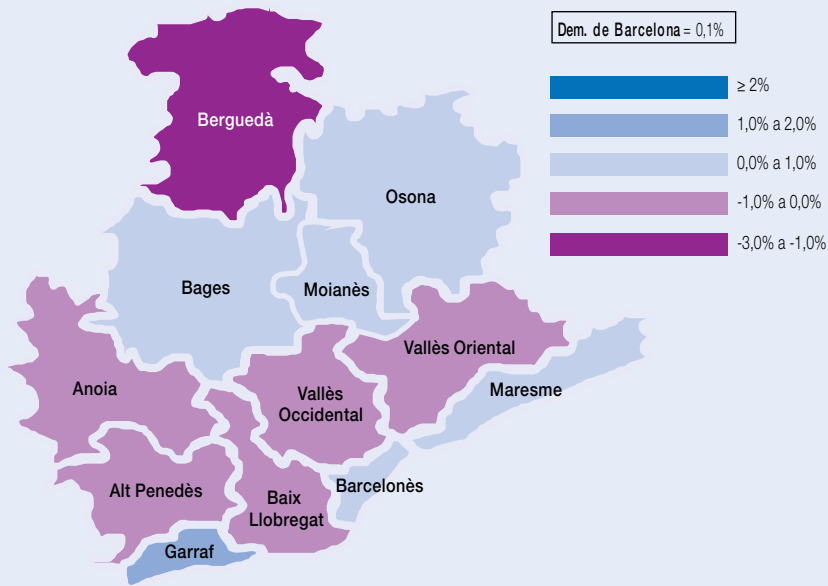 Dem. de Barcelona = 0,1%
≥ 2%
1,0% a 2,0%
0,0% a 1,0%
-1,0% a 0,0%
-3,0% a -1,0%
Berguedà
Osona
Bages
Moianès
Vallès Oriental
Anoia
Vallès
Occidental
Maresme
Alt Penedès
Baix
Llobregat
Barcelonès
Garraf